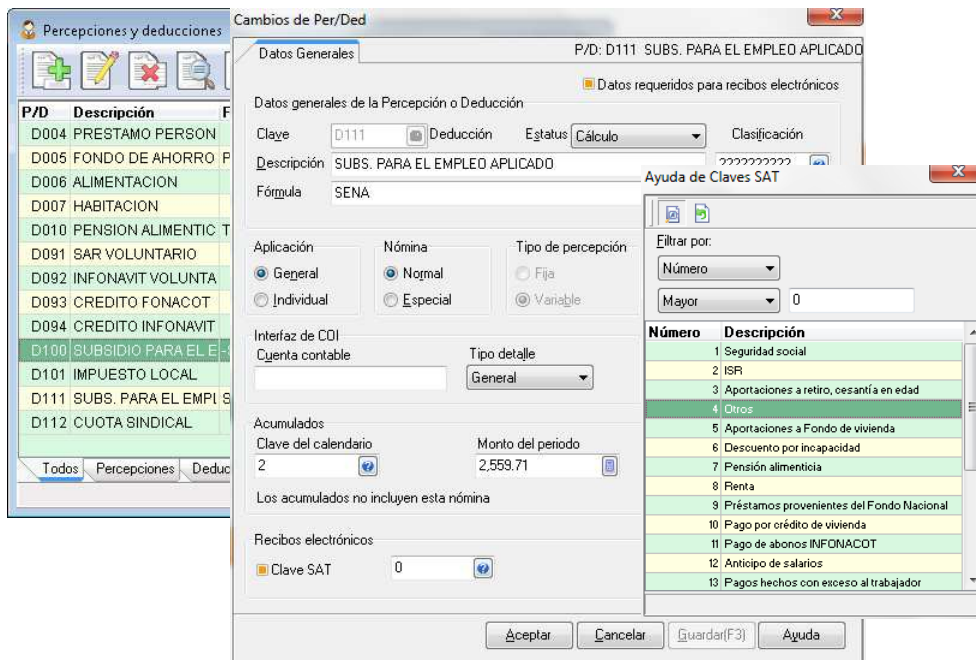 Percepciones y deducciones
P/D Descripción F
D004 PRESTAMO PERSON
D005 FONDO DE AHORRO P
D006 ALIMENTACION
D007 HABITACION
D010 PENSION ALIMENTIC T
D091 SAR VOLUNTARIO
D092 INFONAVIT VOLUNTA
D093 CREDITO FONACOT
D094 CREDITO INFONAVIT
D100 SUBSIDIO PARA EL E -S
D101 IMPUESTO LOCAL
D111 SUBS. PARA EL EMPL S
D112 CUOTA SINDICAL
Todos Percepciones Deduc
Cambios de Per/Ded
Datos Generales
P/D: D111 SUBS. PARA EL EMPLEO APLICADO
Datos requeridos para recibos electrónicos
Datos generales de la Percepción o Deducción
Clave D111 Deducción Estatus Cálculo Clasificación
Descripción SUBS. PARA EL EMPLEO APLICADO ??????????
Fórmula SENA
Aplicación Nómina Tipo de percepción
General Normal Fija
Individual Especial Variable
Interfaz de COI
Cuenta contable Tipo detalle
General
Acumulados
Clave del calendario Monto del periodo
2 2,559.71
Los acumulados no incluyen esta nómina
Recibos electrónicos
Clave SAT 0
Aceptar Cancelar Guardar(F3) Ayuda
Ayuda de Claves SAT
Filtrar por:
Número
Mayor 0
Número Descripción
1 Seguridad social
2 ISR
3 Aportaciones a retiro, cesantía en edad
4 Otros
5 Aportaciones a Fondo de vivienda
6 Descuento por incapacidad
7 Pensión alimenticia
8 Renta
9 Préstamos provenientes del Fondo Nacional
10 Pago por crédito de vivienda
11 Pago de abonos INFONACOT
12 Anticipo de salarios
13 Pagos hechos con exceso al trabajador